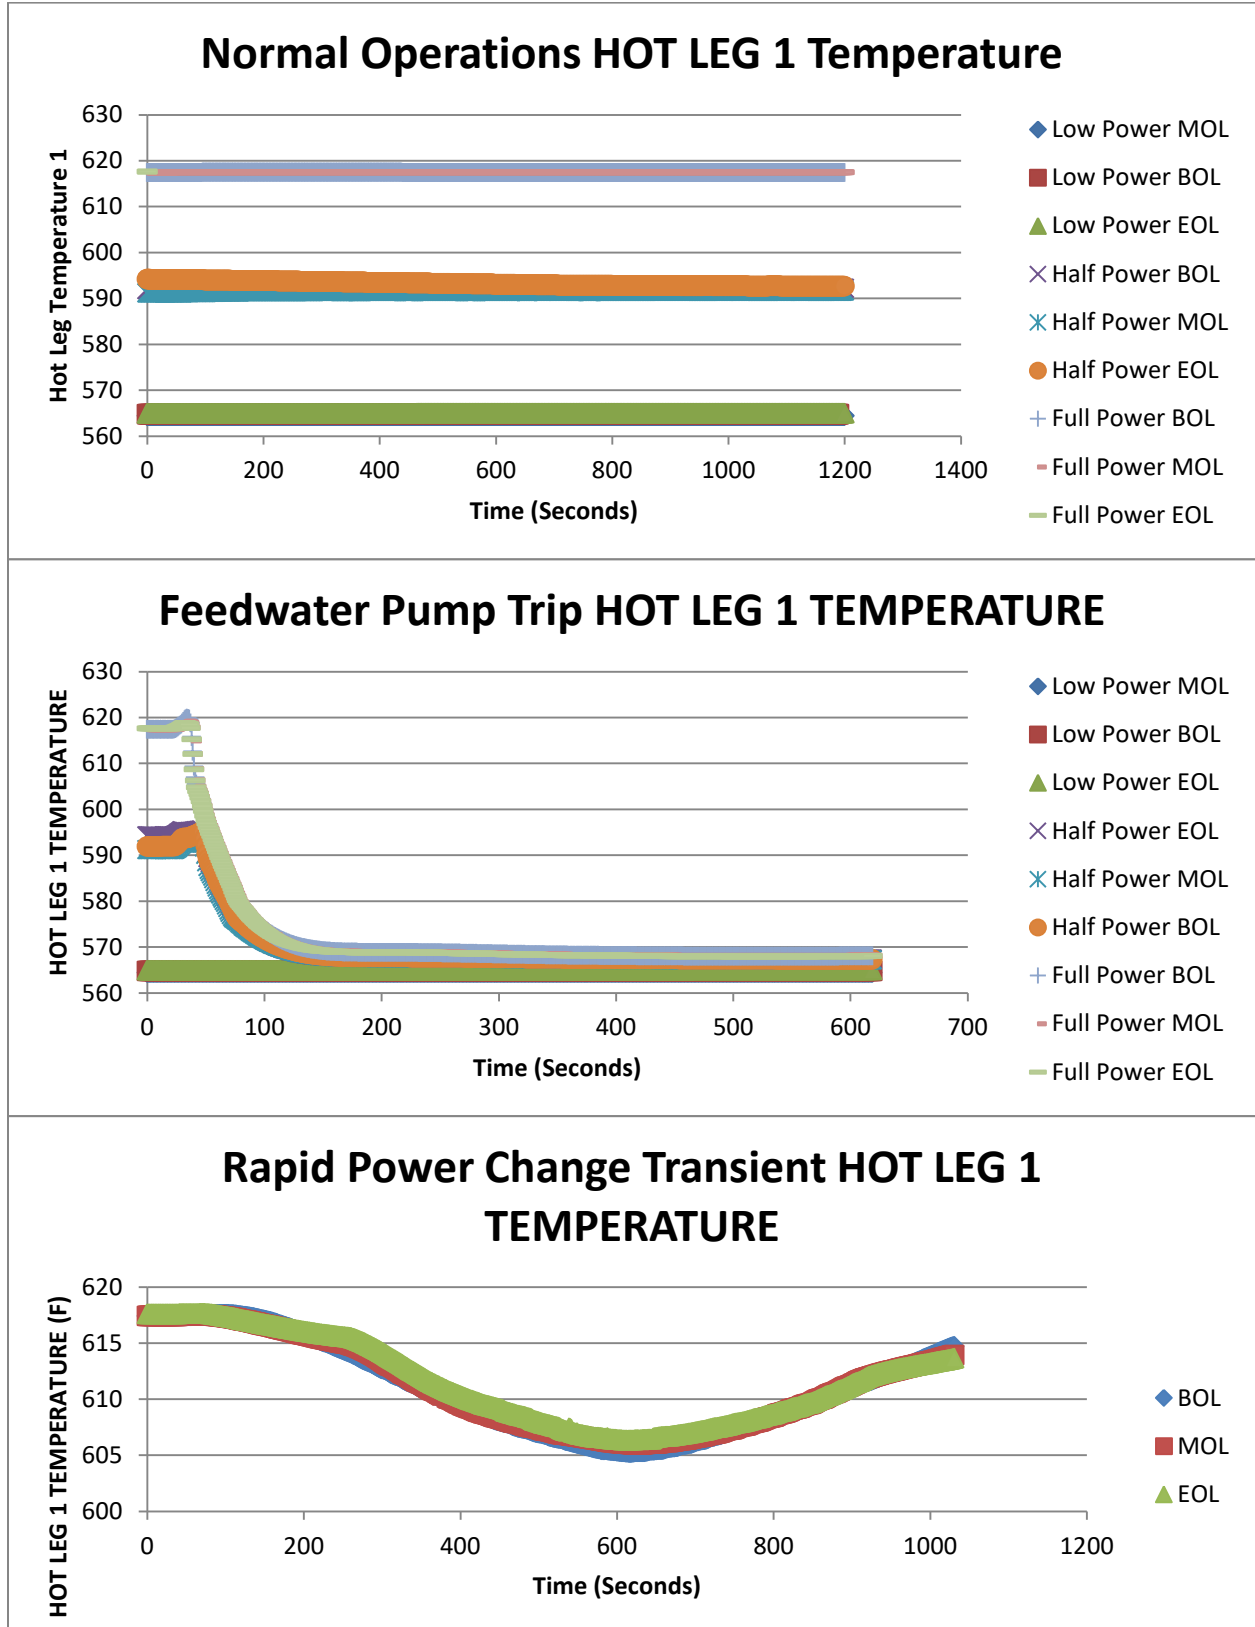 Normal Operations HOT LEG 1 Temperature
Hot Leg Temperature 1
630
620
610
600
590
580
570
560
0 200 400 600 800 1000 1200 1400
Time (Seconds)
Low Power MOL
Low Power BOL
Low Power EOL
Half Power BOL
Half Power MOL
Half Power EOL
Full Power BOL
Full Power MOL
Full Power EOL
Feedwater Pump Trip HOT LEG 1 TEMPERATURE
HOT LEG 1 TEMPERATURE
630
620
610
600
590
580
570
560
0 100 200 300 400 500 600 700
Time (Seconds)
Low Power MOL
Low Power BOL
Low Power EOL
Half Power EOL
Half Power MOL
Half Power BOL
Full Power BOL
Full Power MOL
Full Power EOL
Rapid Power Change Transient HOT LEG 1
TEMPERATURE
HOT LEG 1 TEMPERATURE (F)
620
615
610
605
600
0 200 400 600 800 1000 1200
Time (Seconds)
BOL
MOL
EOL